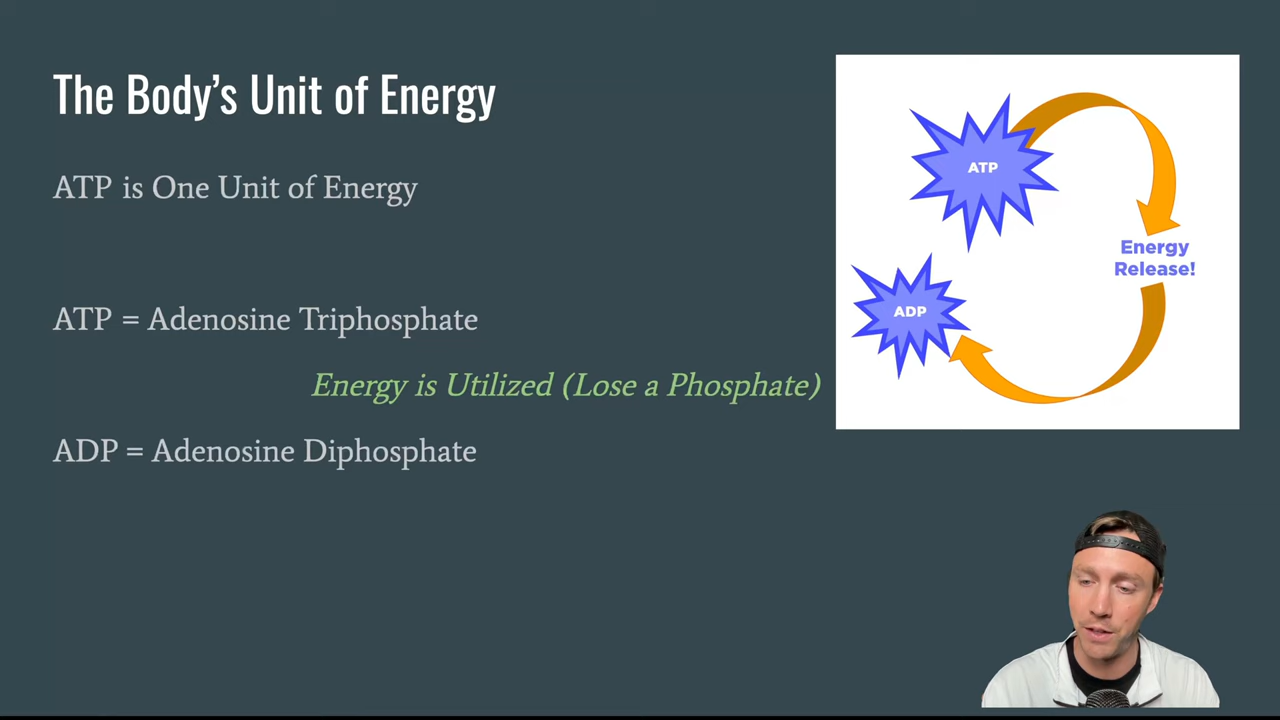 The Body’s Unit of Energy
ATP is One Unit of Energy
ATP = Adenosine Triphosphate
Energy is Utilized (Lose a Phosphate)
ADP = Adenosine Diphosphate
ATP
Energy
Release!
ADP